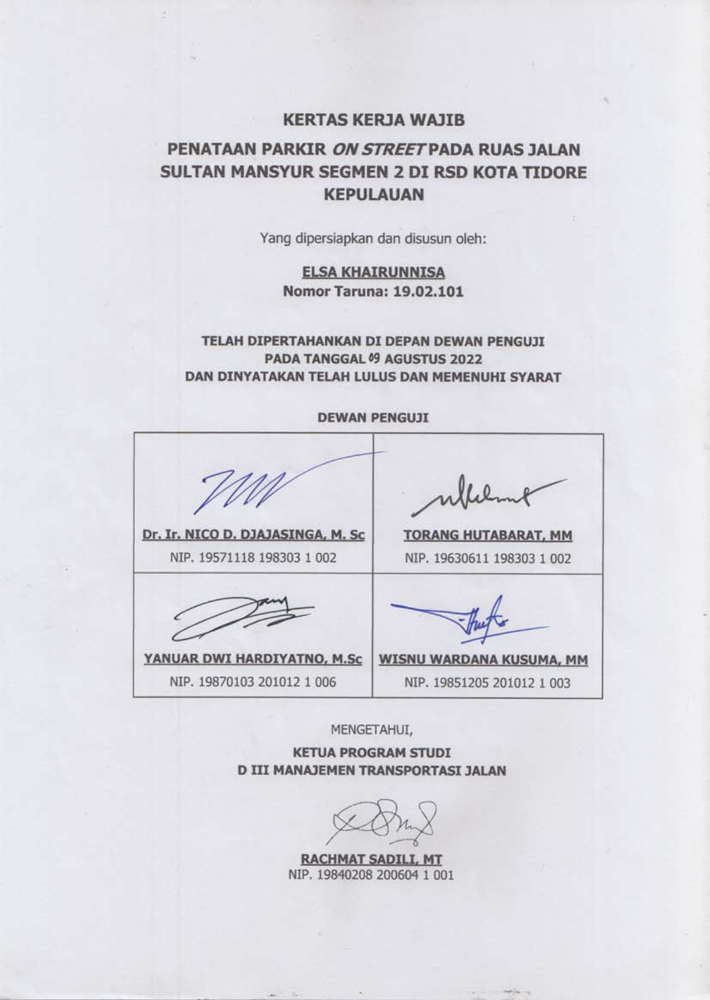 KERTAS KERJA WAJIB
PENATAAN PARKIR ON STREET PADA RUAS JALAN
SULTAN MANSYUR SEGMEN 2 DI RSD KOTA TIDORE
KEPULAUAN
Yang dipersiapkan dan disusun oleh:
ELSA KHAIRUNNISA
Nomor Taruna: 19.02.101
TELAH DIPERTAHANKAN DI DEPAN DEWAN PENGUJI
PADA TANGGAL 09 AGUSTUS 2022
DAN DINYATAKAN TELAH LULUS DAN MEMENUHI SYARAT
DEWAN PENGUJI
Dr. Ir. NICO D. DJAJASINGA, M. Sc
NIP. 19571118 198303 1 002
TORANG HUTABARAT, MM
NIP. 19630611 198303 1 002
YANUAR DWI HARDIYATNO, M.Sc
NIP. 19870103 201012 1 006
WISNU WARDANA KUSUMA, MM
NIP. 19851205 201012 1 003
MENGETAHUI,
KETUA PROGRAM STUDI
D III MANAJEMEN TRANSPORTASI JALAN
RACHMAT SADILI, MT
NIP. 19840208 200604 1 001